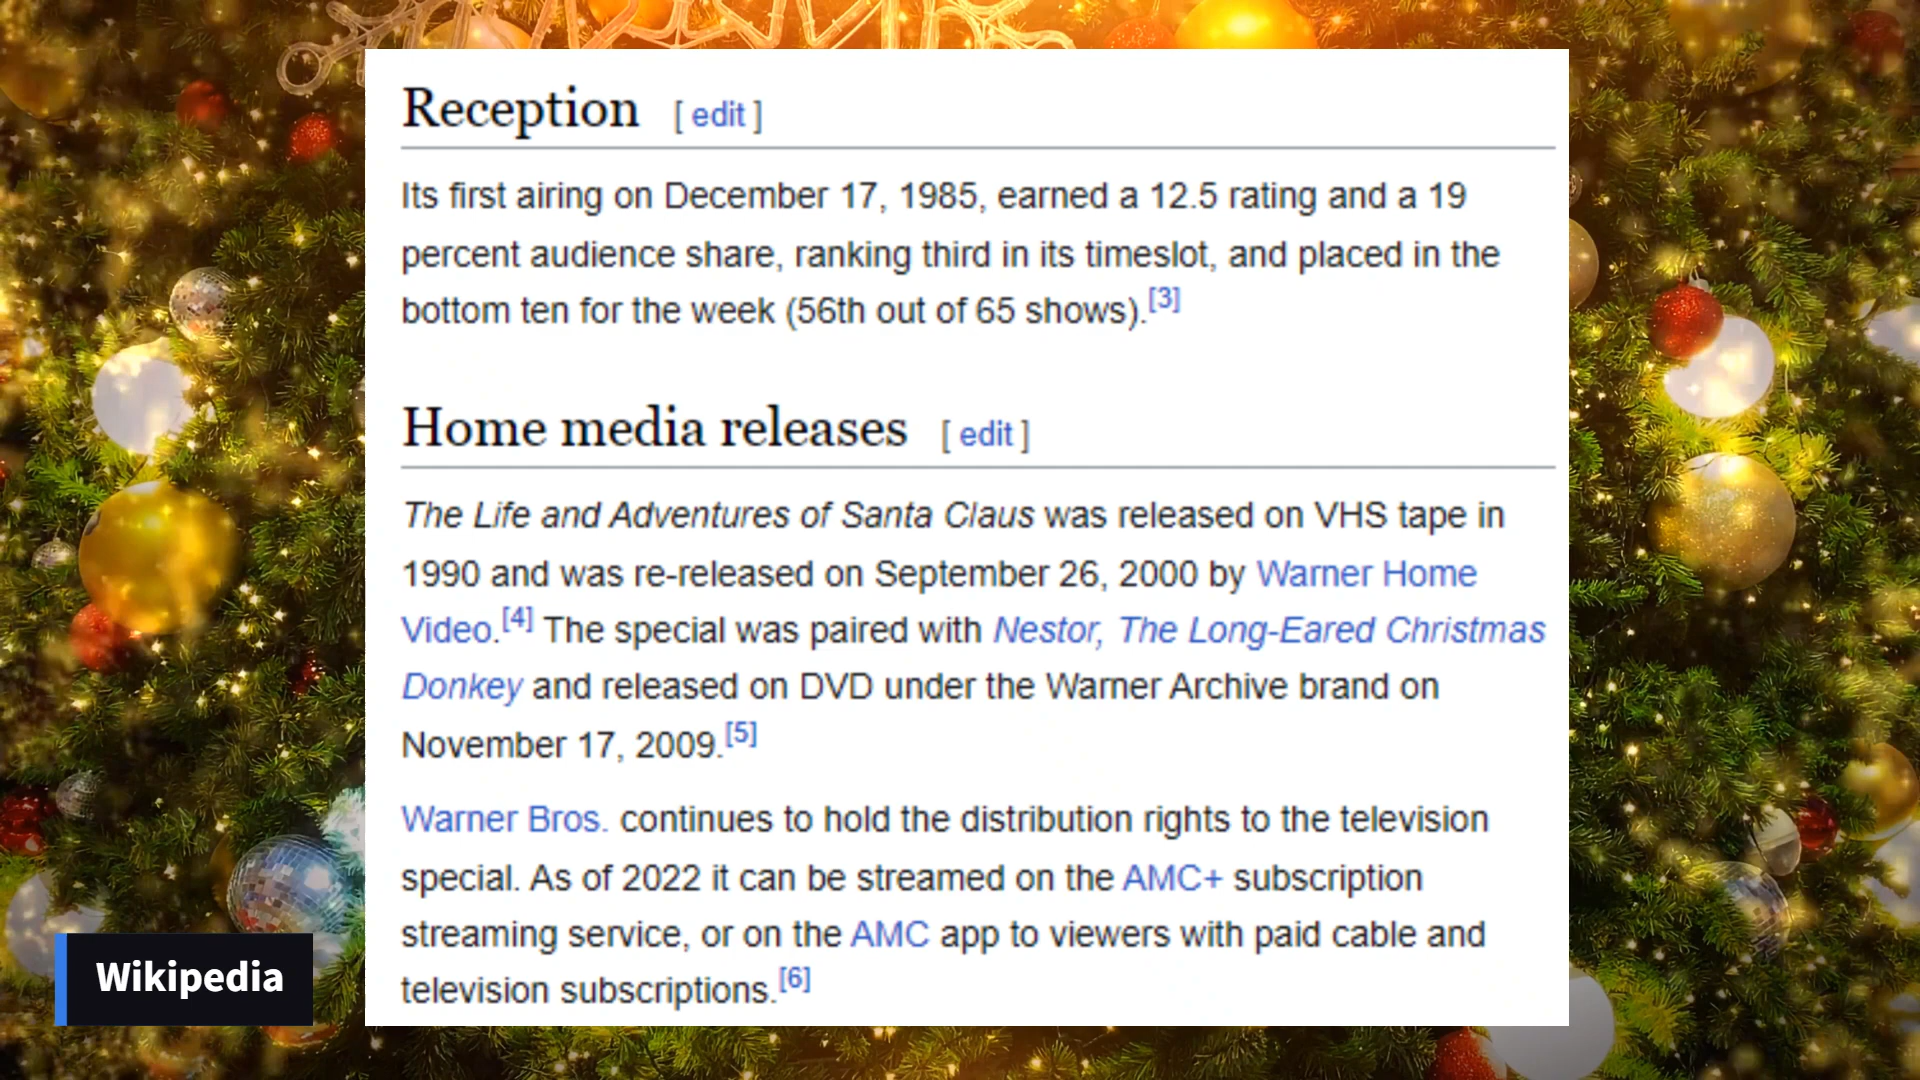 Reception [ edit ]
Its first airing on December 17, 1985, earned a 12.5 rating and a 19
percent audience share, ranking third in its timeslot, and placed in the
bottom ten for the week (56th out of 65 shows).[3]
Home media releases [ edit ]
The Life and Adventures of Santa Claus was released on VHS tape in
1990 and was re-released on September 26, 2000 by Warner Home
Video.[4] The special was paired with Nestor, The Long-Eared Christmas
Donkey and released on DVD under the Warner Archive brand on
November 17, 2009.[5]
Warner Bros. continues to hold the distribution rights to the television
special. As of 2022 it can be streamed on the AMC+ subscription
streaming service, or on the AMC app to viewers with paid cable and
television subscriptions.[6]
Wikipedia